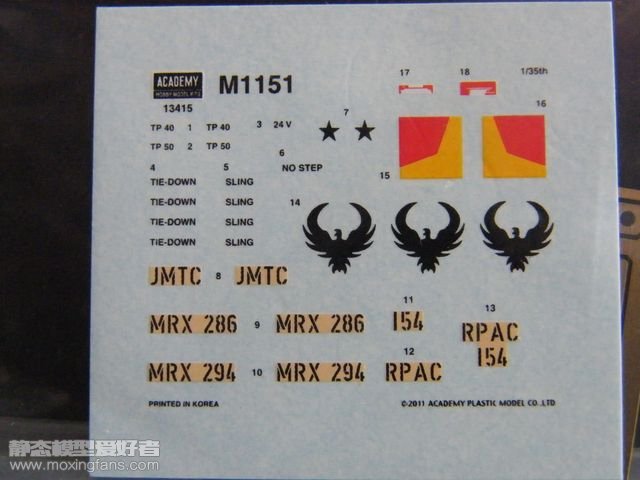 ACADEMY
HOBBY MODEL KITS
M1151
13415
17
18
1/35th
16
7
TP 40 1 TP 40 3 24 V
TP 50 2 TP 50
6
4 5 NO STEP
15
TIE-DOWN SLING
TIE-DOWN SLING
TIE-DOWN SLING
TIE-DOWN SLING
14
JMTC 8 JMTC
MRX 286 9 MRX 286
11
154
13
RPAC
154
12
MRX 294 10 MRX 294 RPAC
PRINTED IN KOREA
©2011 ACADEMY PLASTIC MODEL CO.,LTD
静态模型爱好者
www.moxingfans.com